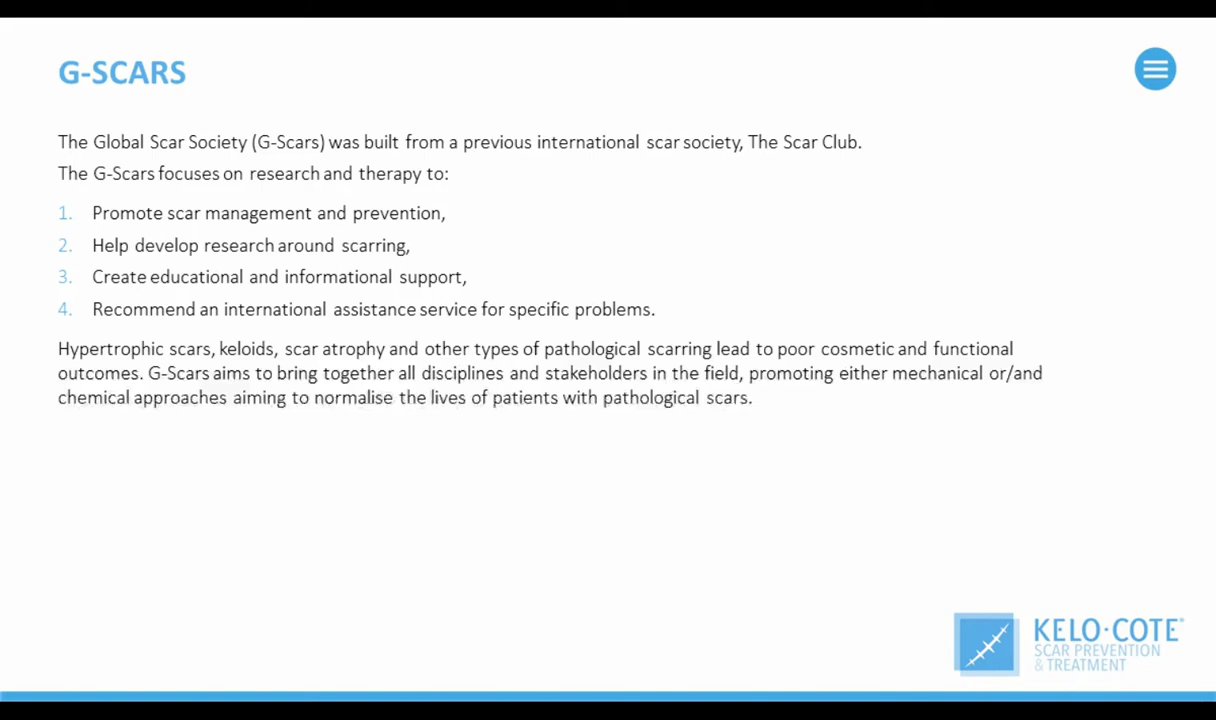 G-SCARS
The Global Scar Society (G-Scars) was built from a previous international scar society, The Scar Club.
The G-Scars focuses on research and therapy to:
1. Promote scar management and prevention,
2. Help develop research around scarring,
3. Create educational and informational support,
4. Recommend an international assistance service for specific problems.
Hypertrophic scars, keloids, scar atrophy and other types of pathological scarring lead to poor cosmetic and functional
outcomes. G-Scars aims to bring together all disciplines and stakeholders in the field, promoting either mechanical or/and
chemical approaches aiming to normalise the lives of patients with pathological scars.
KELO·COTE®
SCAR PREVENTION
& TREATMENT